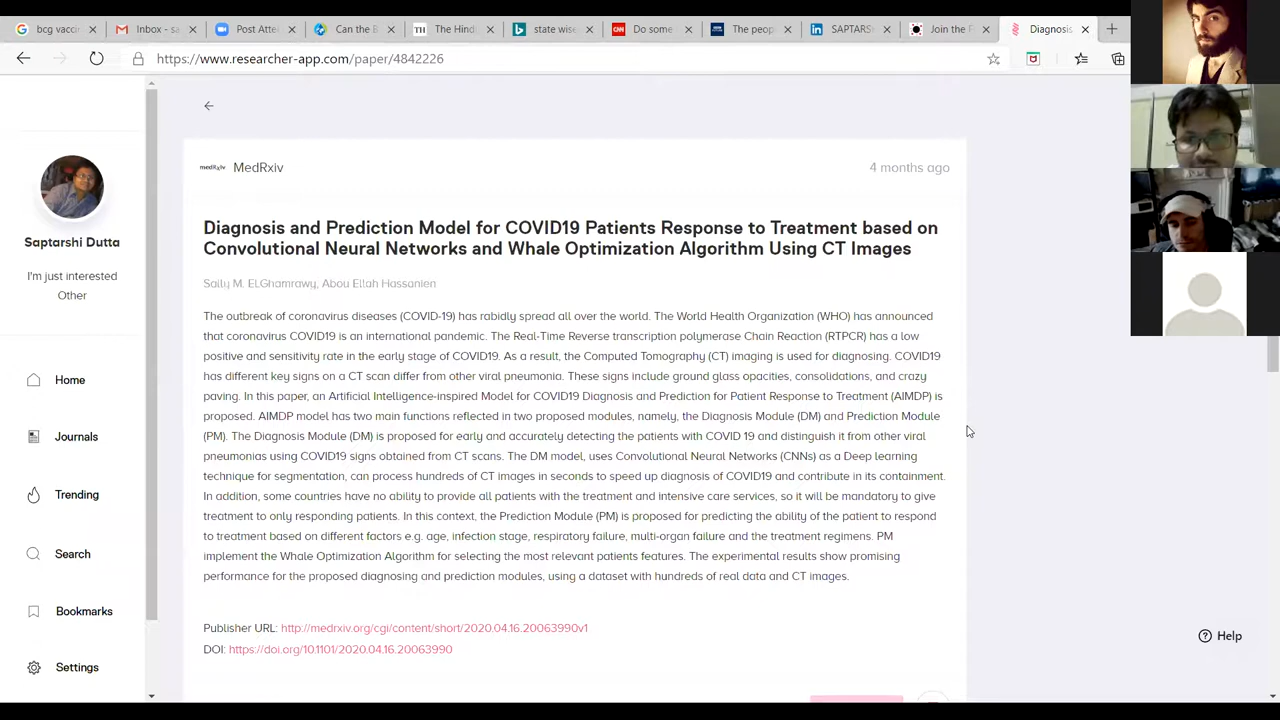 bcg vacci
Inbox - sa
Post Atte
Can the B
The Hind
state wise
Do some
The peop
SAPTARS
Join the F
Diagnosis
https://www.researcher-app.com/paper/4842226
medRxiv MedRxiv
4 months ago
Diagnosis and Prediction Model for COVID19 Patients Response to Treatment based on
Convolutional Neural Networks and Whale Optimization Algorithm Using CT Images
Sally M. ELGhamrawy, Abou Ellah Hassanien
The outbreak of coronavirus diseases (COVID-19) has rabidly spread all over the world. The World Health Organization (WHO) has announced
that coronavirus COVID19 is an international pandemic. The Real-Time Reverse transcription polymerase Chain Reaction (RTPCR) has a low
positive and sensitivity rate in the early stage of COVID19. As a result, the Computed Tomography (CT) imaging is used for diagnosing. COVID19
has different key signs on a CT scan differ from other viral pneumonia. These signs include ground glass opacities, consolidations, and crazy
paving. In this paper, an Artificial Intelligence-inspired Model for COVID19 Diagnosis and Prediction for Patient Response to Treatment (AIMDP) is
proposed. AIMDP model has two main functions reflected in two proposed modules, namely, the Diagnosis Module (DM) and Prediction Module
(PM). The Diagnosis Module (DM) is proposed for early and accurately detecting the patients with COVID 19 and distinguish it from other viral
pneumonias using COVID19 signs obtained from CT scans. The DM model, uses Convolutional Neural Networks (CNNs) as a Deep learning
technique for segmentation, can process hundreds of CT images in seconds to speed up diagnosis of COVID19 and contribute in its containment.
In addition, some countries have no ability to provide all patients with the treatment and intensive care services, so it will be mandatory to give
treatment to only responding patients. In this context, the Prediction Module (PM) is proposed for predicting the ability of the patient to respond
to treatment based on different factors e.g. age, infection stage, respiratory failure, multi-organ failure and the treatment regimens. PM
implement the Whale Optimization Algorithm for selecting the most relevant patients features. The experimental results show promising
performance for the proposed diagnosing and prediction modules, using a dataset with hundreds of real data and CT images.
Publisher URL: http://medrxiv.org/cgi/content/short/2020.04.16.20063990v1
DOI: https://doi.org/10.1101/2020.04.16.20063990
Saptarshi Dutta
I'm just interested
Other
Home
Journals
Trending
Search
Bookmarks
Settings
Help